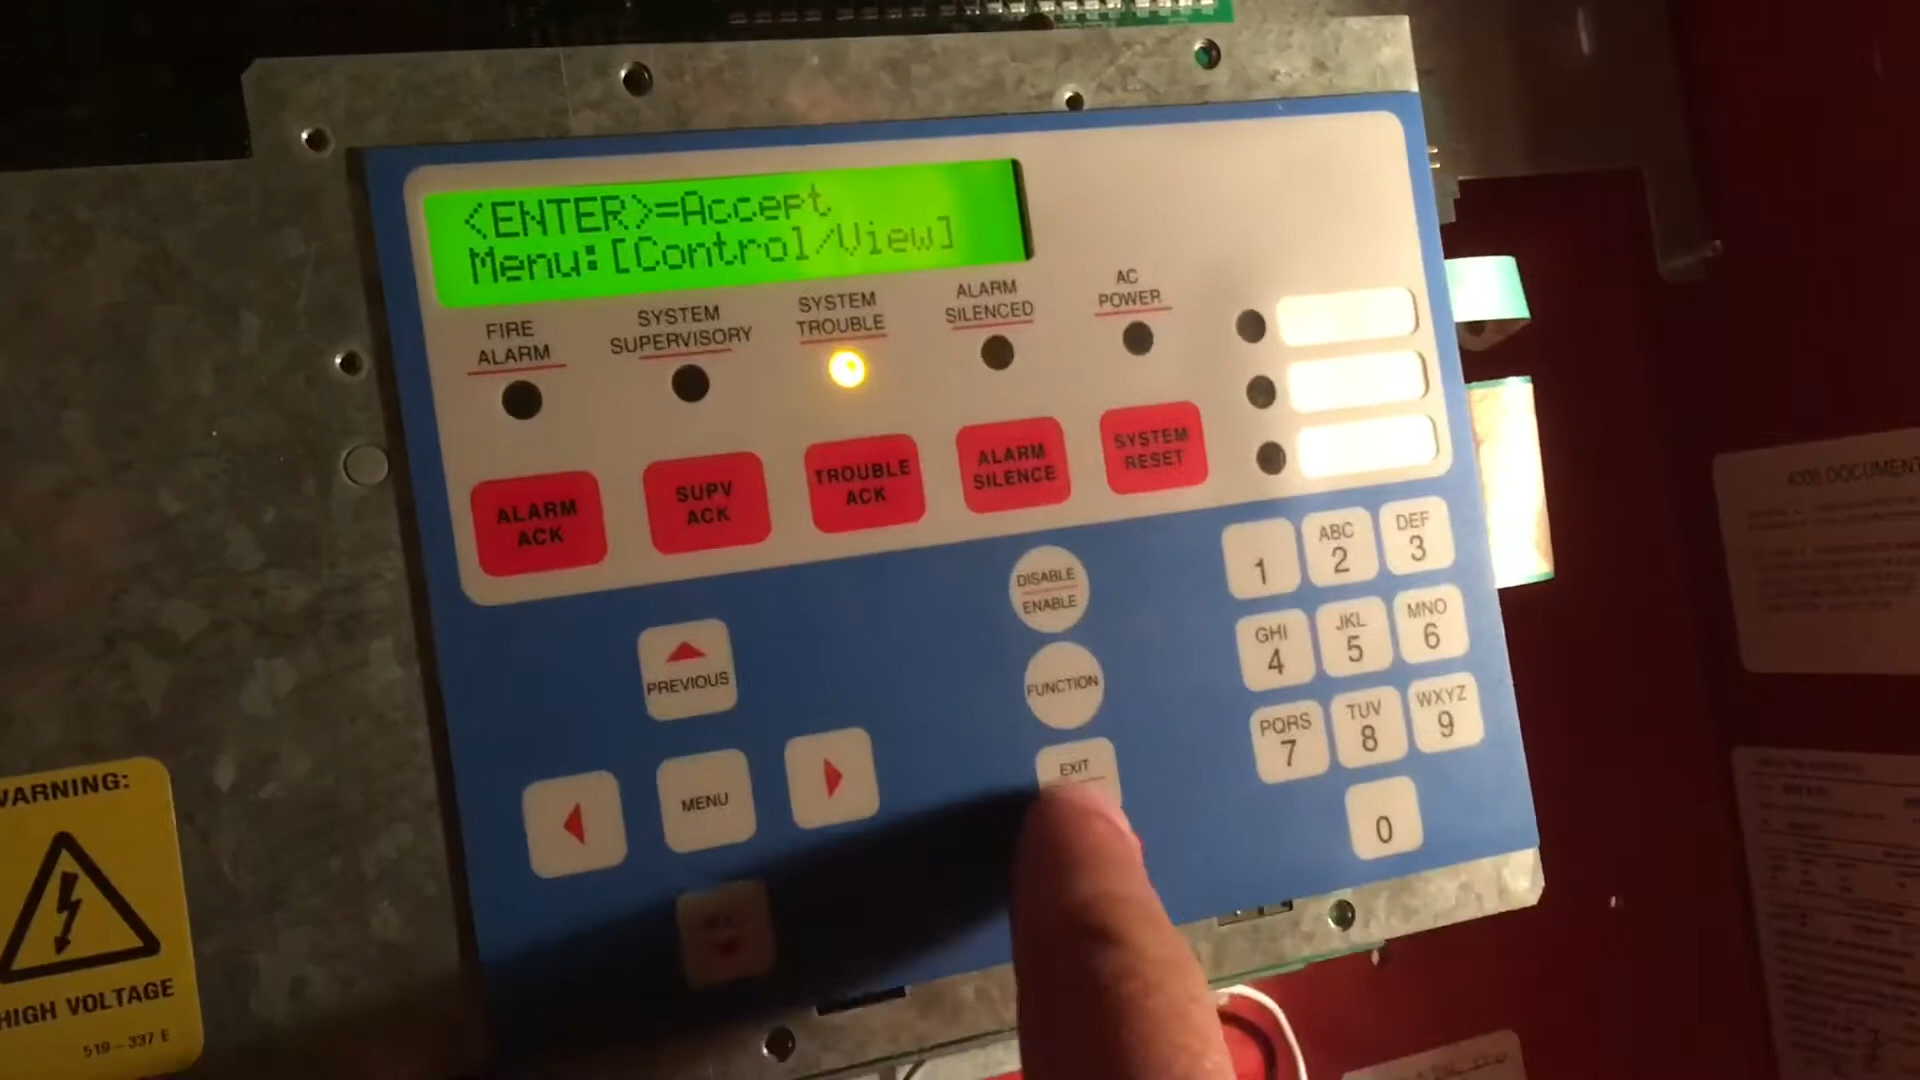 <ENTER>=Accept
Menu:[Control/View]
FIRE
ALARM
SYSTEM
SUPERVISORY
SYSTEM
TROUBLE
ALARM
SILENCED
AC
POWER
ALARM
ACK
SUPV
ACK
TROUBLE
ACK
ALARM
SILENCE
SYSTEM
RESET
DISABLE
ENABLE
FUNCTION
EXIT
PREVIOUS
MENU
1
ABC
2
DEF
3
GHI
4
JKL
5
MNO
6
PQRS
7
TUV
8
WXYZ
9
0
WARNING:
HIGH VOLTAGE
519-337 E